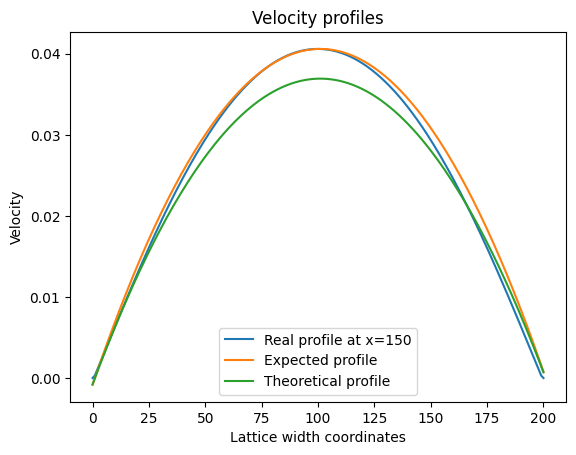 Velocity profiles
Velocity
0.04
0.03
0.02
0.01
0.00
Real profile at x=150
Expected profile
Theoretical profile
0 25 50 75 100 125 150 175 200
Lattice width coordinates